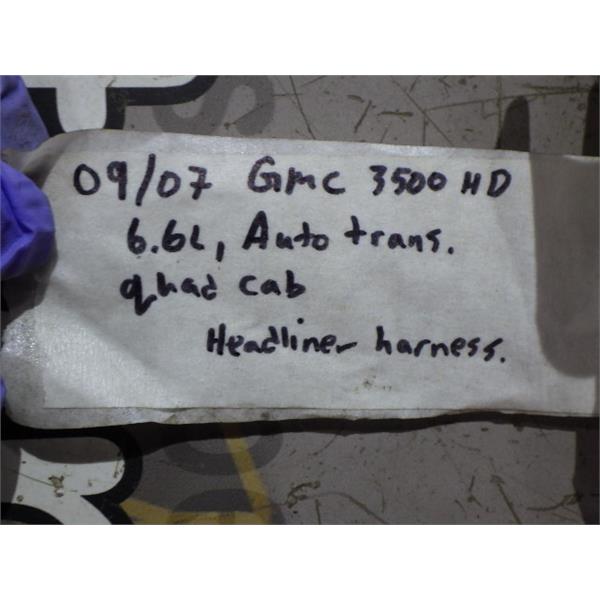 09/07 GMC 3500 HD
6.6L, Auto trans.
quad cab
Headliner harness.